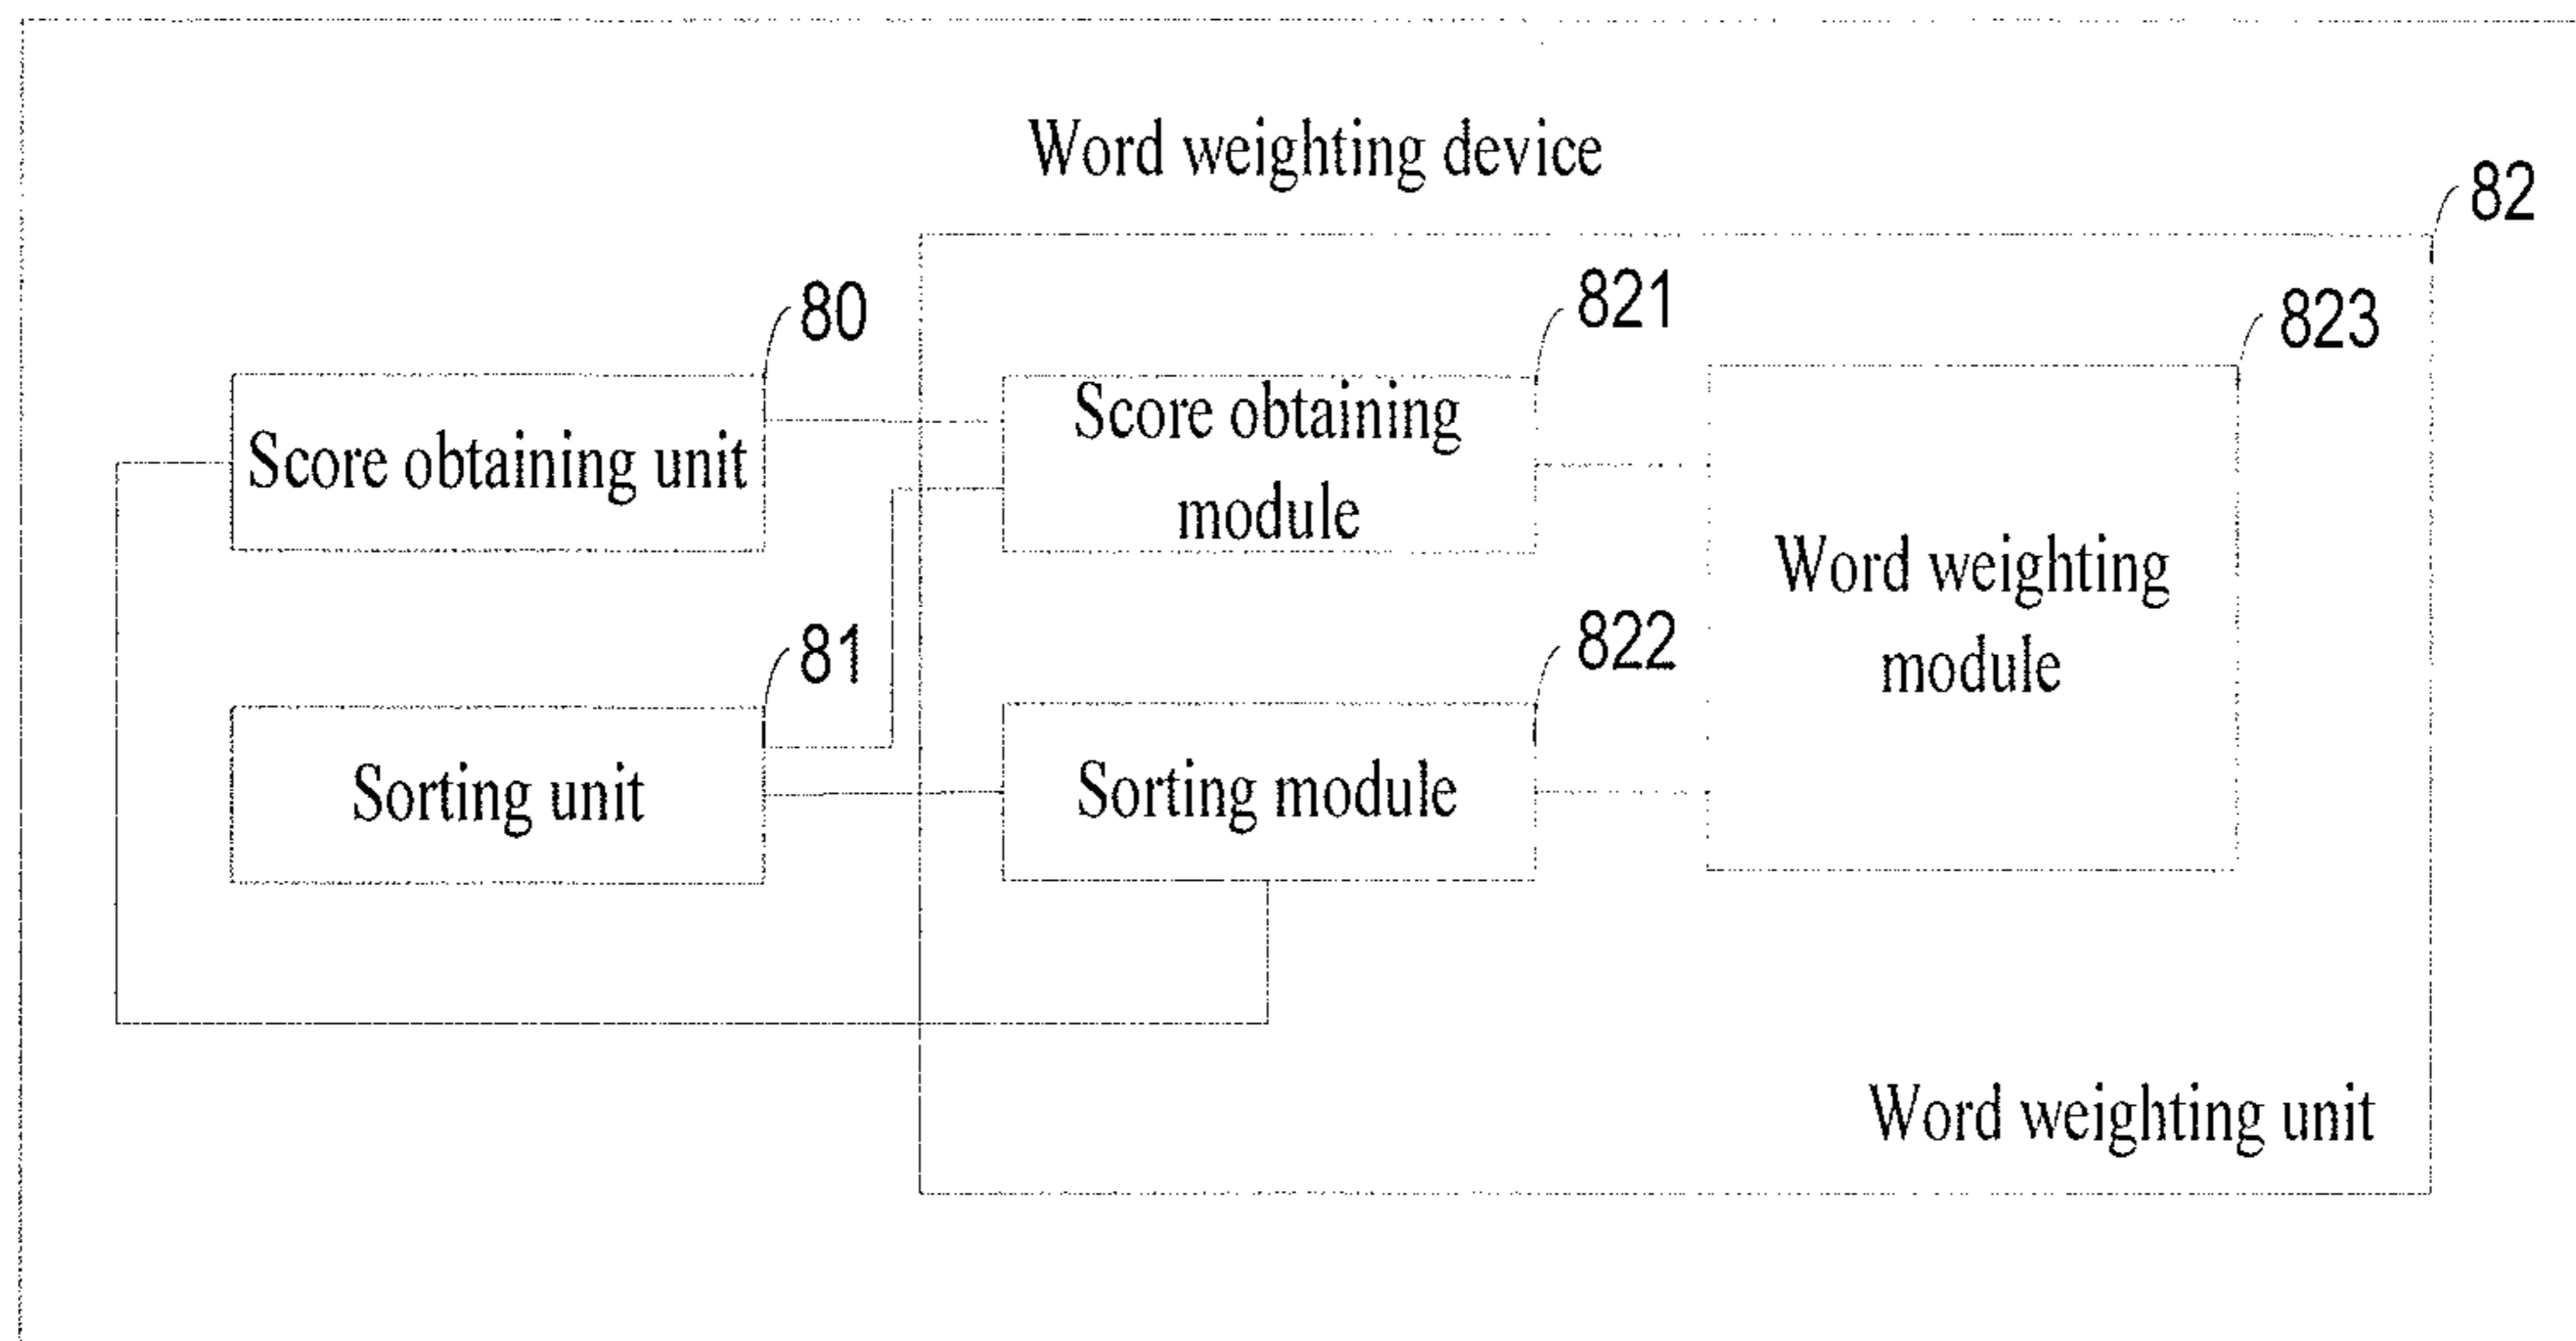 Word weighting device
82
80
821
823
Score obtaining unit
Score obtaining
module
Word weighting
module
81
822
Sorting unit
Sorting module
Word weighting unit